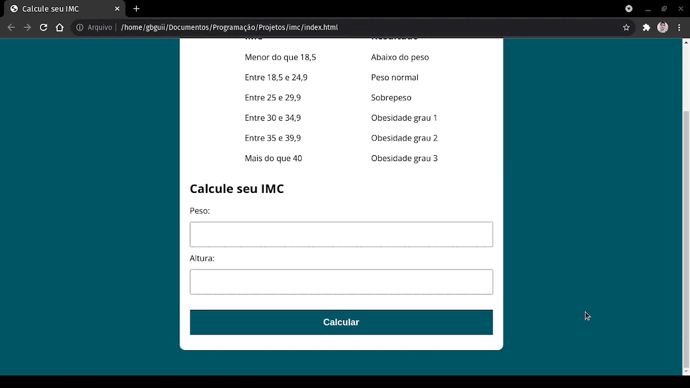 Calcule seu IMC
Arquivo | /home/gbguii/Documentos/Programação/Projetos/imc/index.html
Menor do que 18,5 Abaixo do peso
Entre 18,5 e 24,9 Peso normal
Entre 25 e 29,9 Sobrepeso
Entre 30 e 34,9 Obesidade grau 1
Entre 35 e 39,9 Obesidade grau 2
Mais do que 40 Obesidade grau 3
Calcule seu IMC
Peso:
Altura:
Calcular